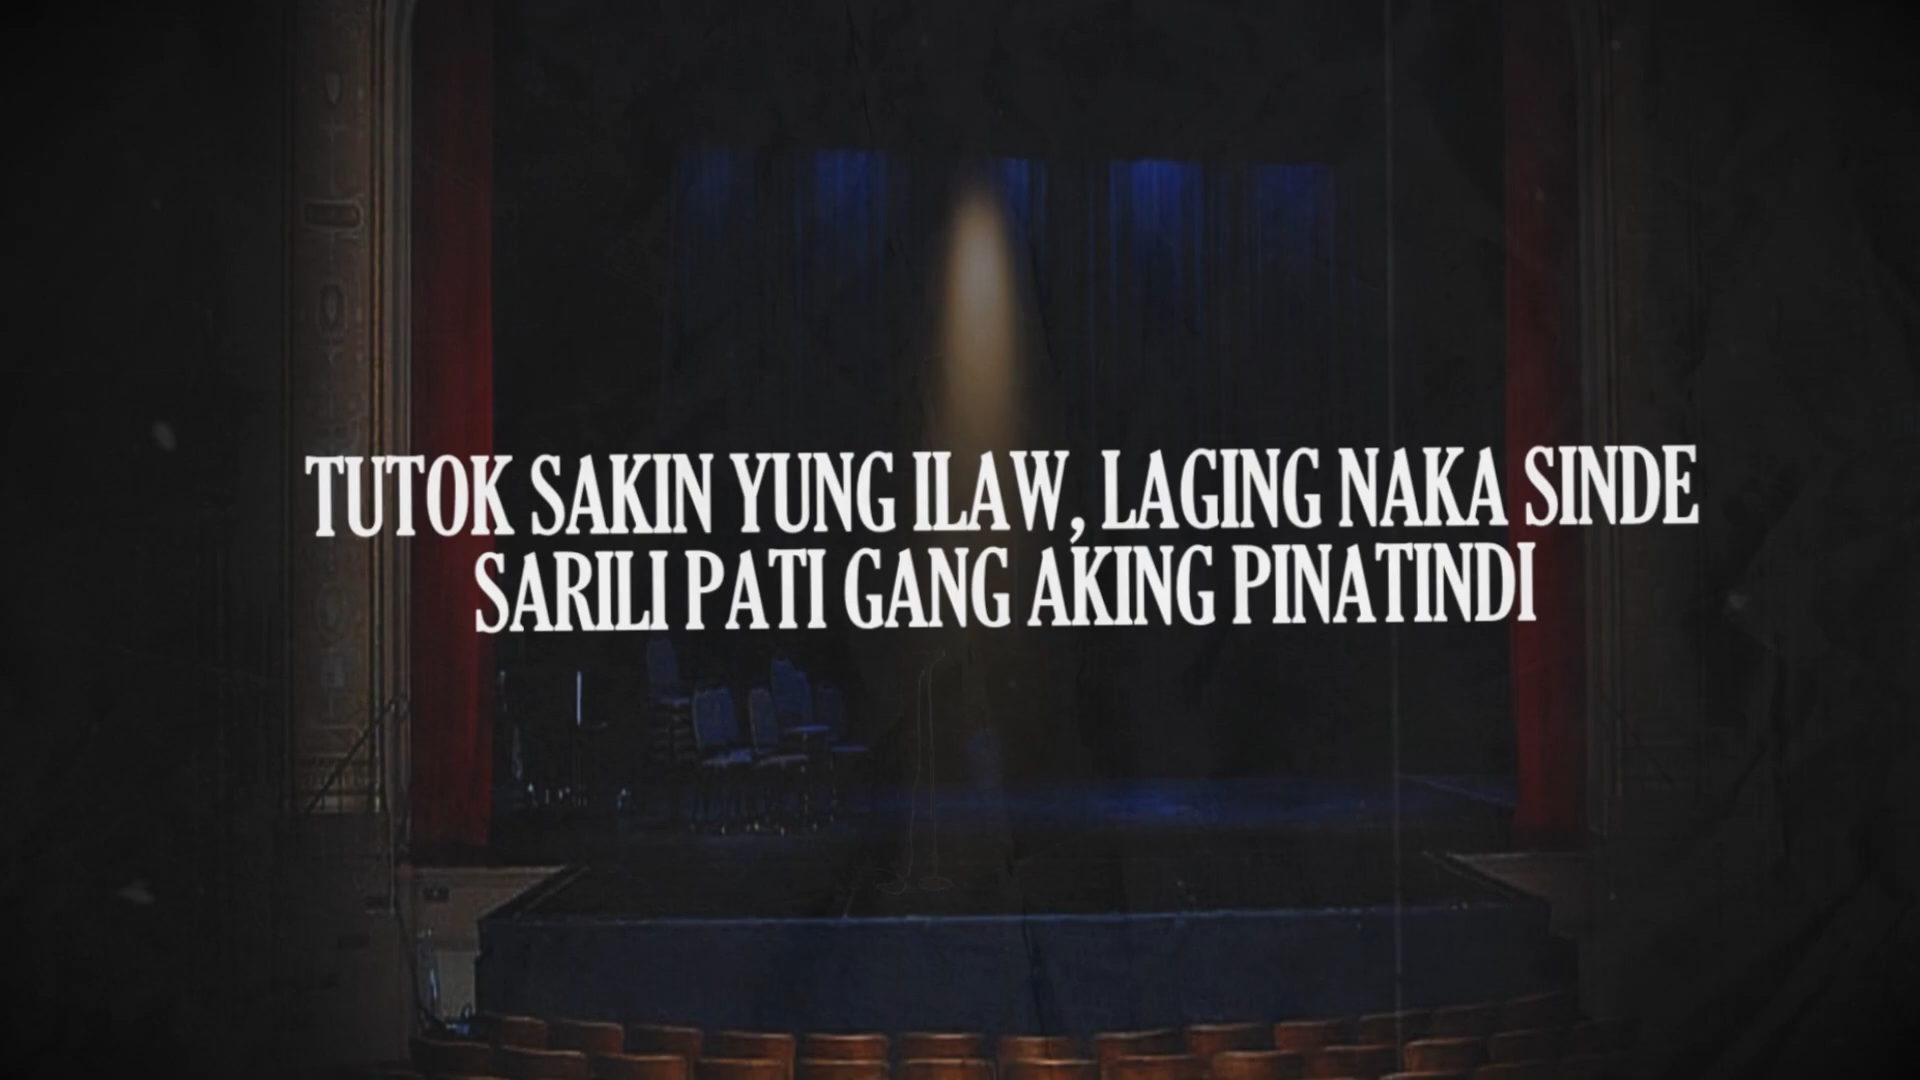 TUTOK SAKIN YUNG ILAW, LAGING NAKA SINDE
SARILI PATI GANG AKING PINATINDI